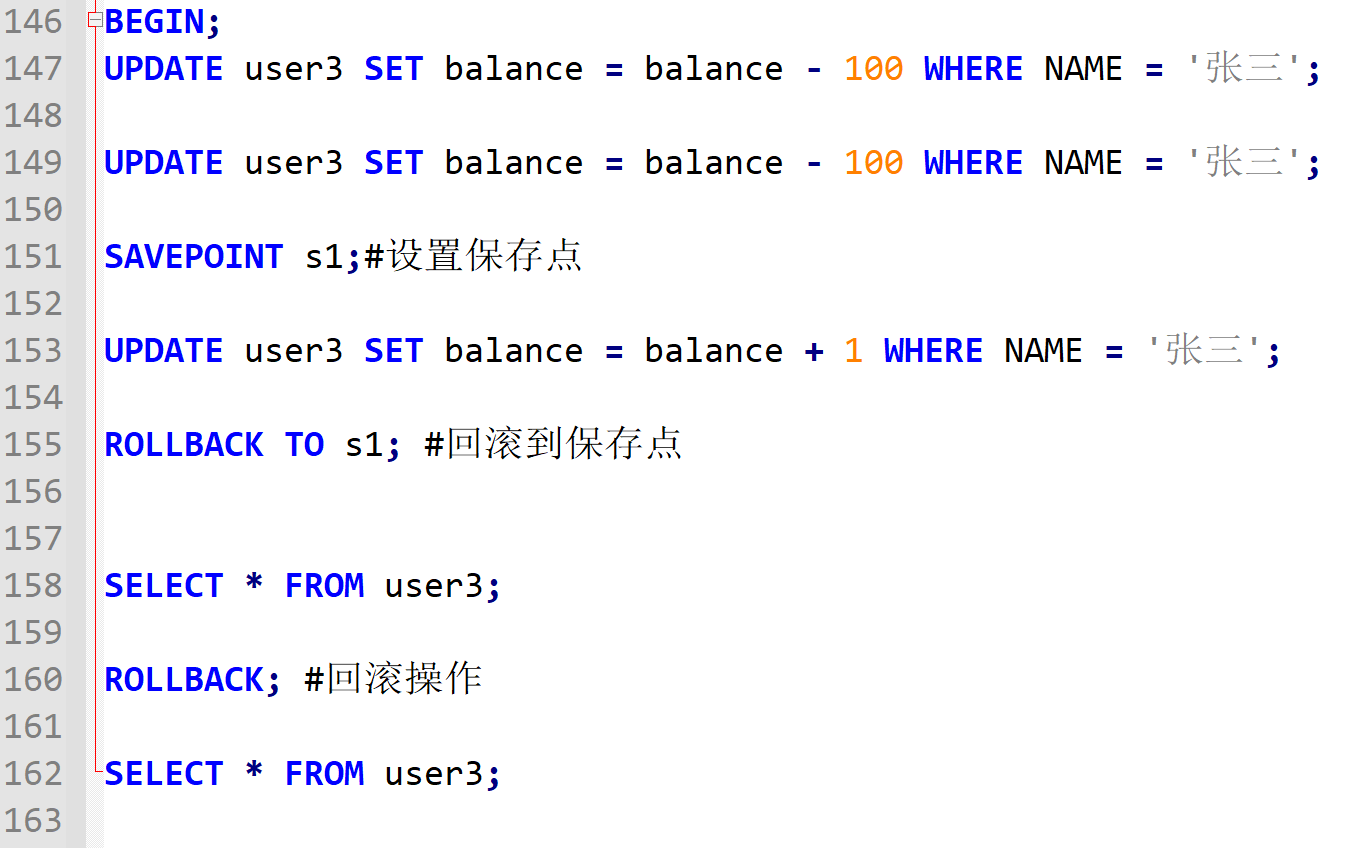 146 BEGIN;
147 UPDATE user3 SET balance = balance - 100 WHERE NAME = '张三';
148
149 UPDATE user3 SET balance = balance - 100 WHERE NAME = '张三';
150
151 SAVEPOINT s1;#设置保存点
152
153 UPDATE user3 SET balance = balance + 1 WHERE NAME = '张三';
154
155 ROLLBACK TO s1; #回滚到保存点
156
157
158 SELECT * FROM user3;
159
160 ROLLBACK; #回滚操作
161
162 SELECT * FROM user3;
163